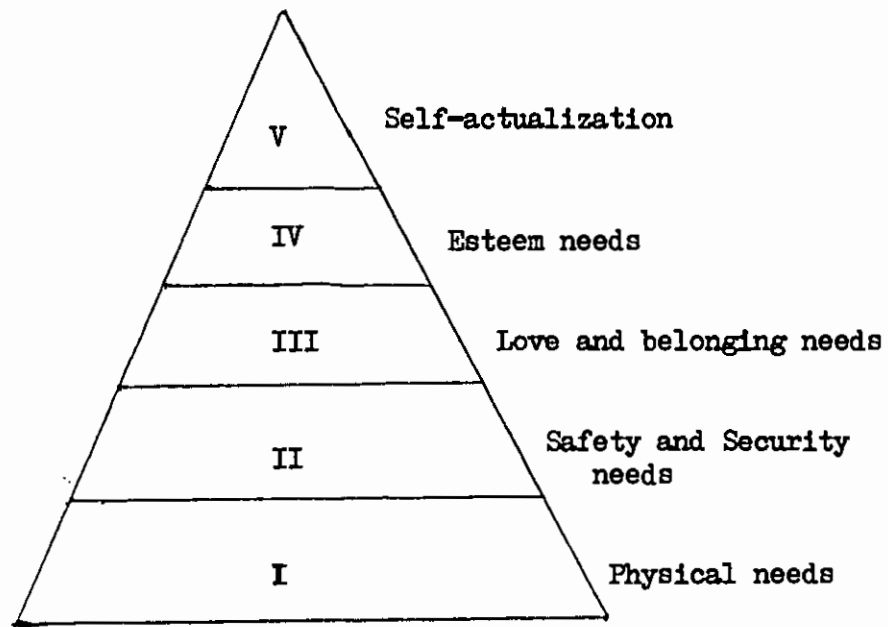 V Self-actualization
IV Esteem needs
III Love and belonging needs
II Safety and Security
needs
I Physical needs